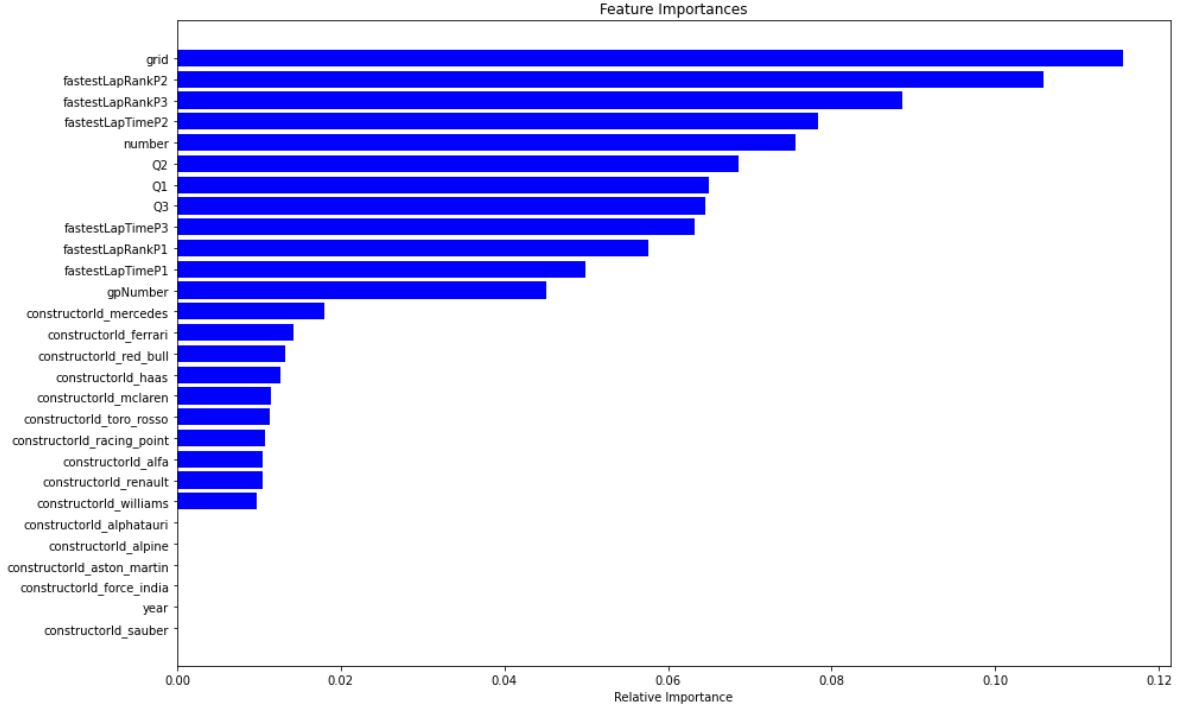 Feature Importances
grid
fastestLapRankP2
fastestLapRankP3
fastestLapTimeP2
number
Q2
Q1
Q3
fastestLapTimeP3
fastestLapRankP1
fastestLapTimeP1
gpNumber
constructorId_mercedes
constructorId_ferrari
constructorId_red_bull
constructorId_haas
constructorId_mclaren
constructorId_toro_rosso
constructorId_racing_point
constructorId_alfa
constructorId_renault
constructorId_williams
constructorId_alphatauri
constructorId_alpine
constructorId_aston_martin
constructorId_force_india
year
constructorId_sauber
0.00 0.02 0.04 0.06 0.08 0.10 0.12
Relative Importance